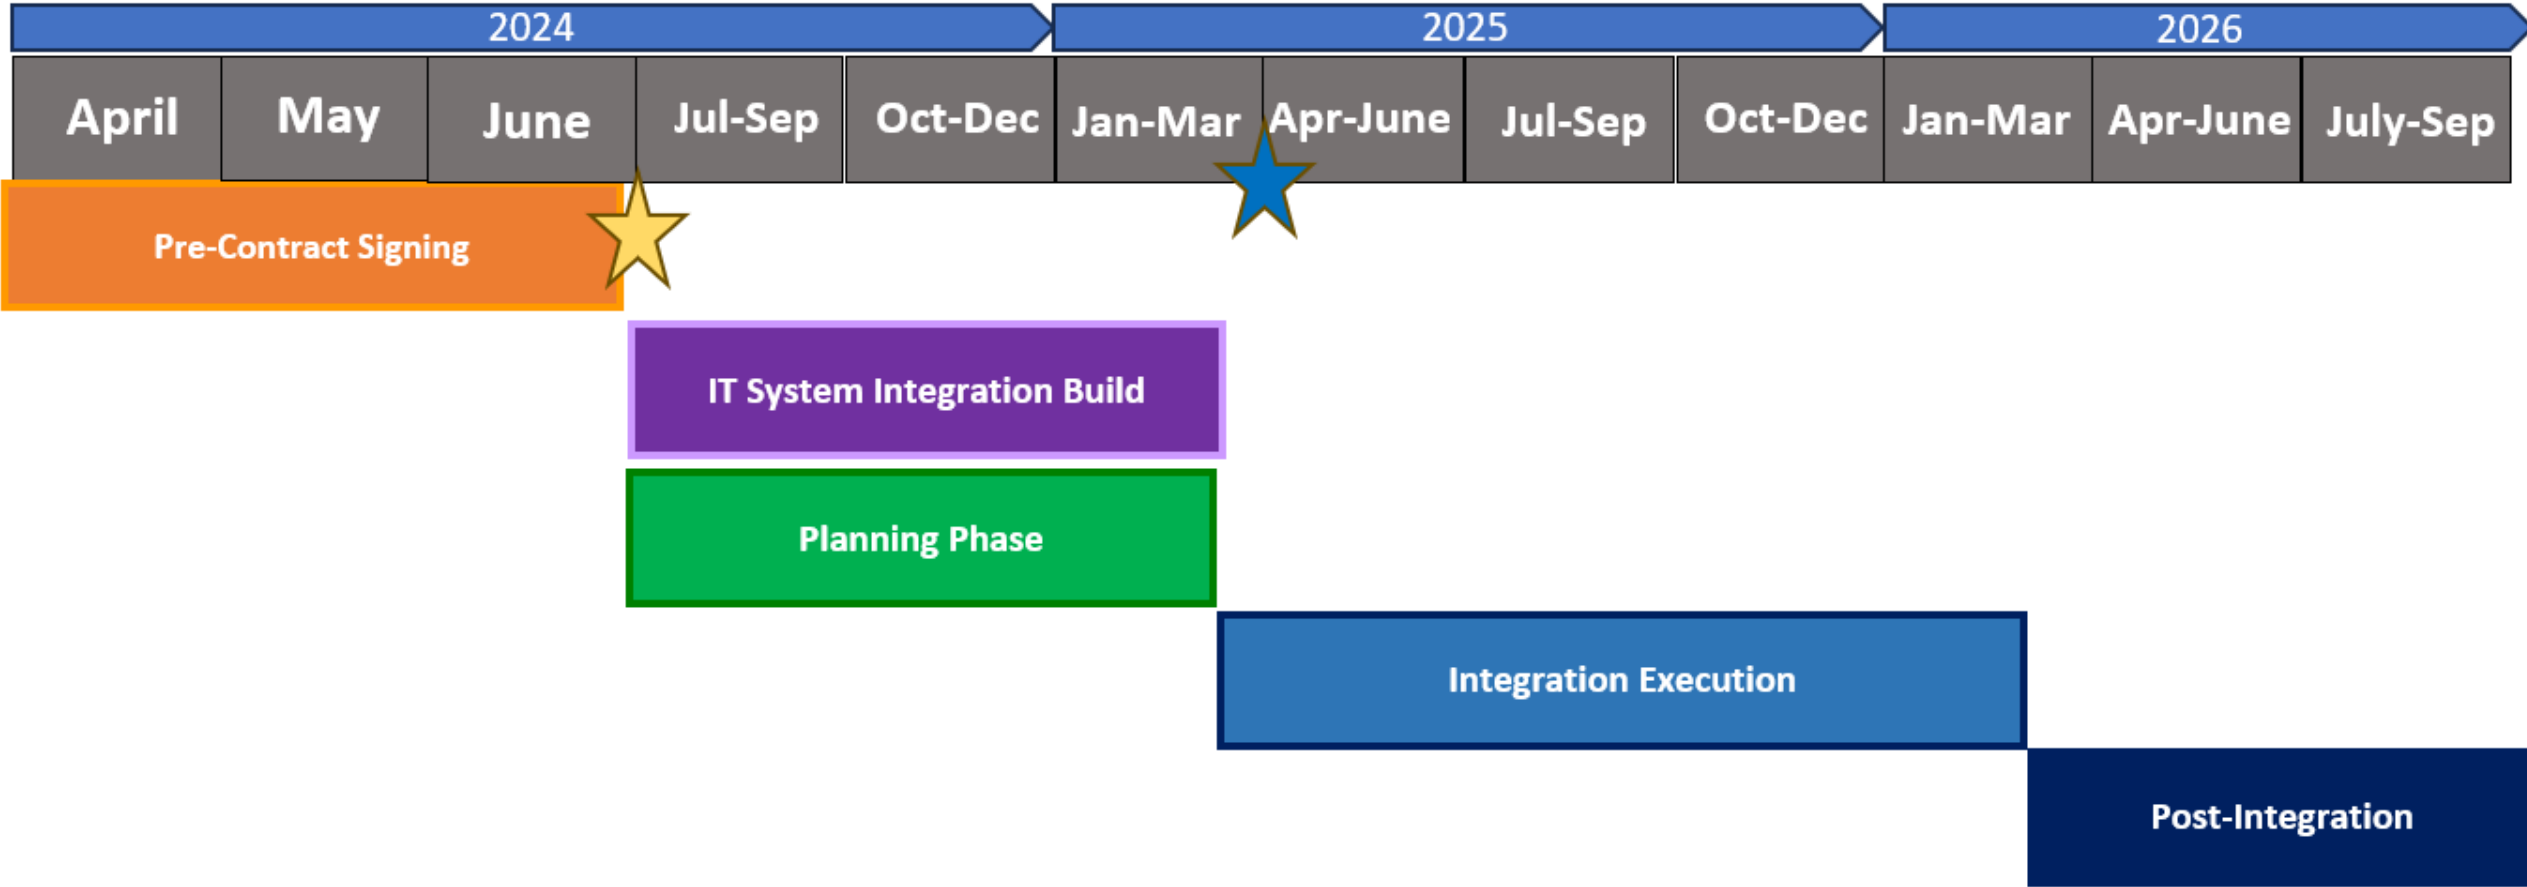 2024 2025 2026
April May June Jul-Sep Oct-Dec Jan-Mar Apr-June Jul-Sep Oct-Dec Jan-Mar Apr-June July-Sep
Pre-Contract Signing
IT System Integration Build
Planning Phase
Integration Execution
Post-Integration